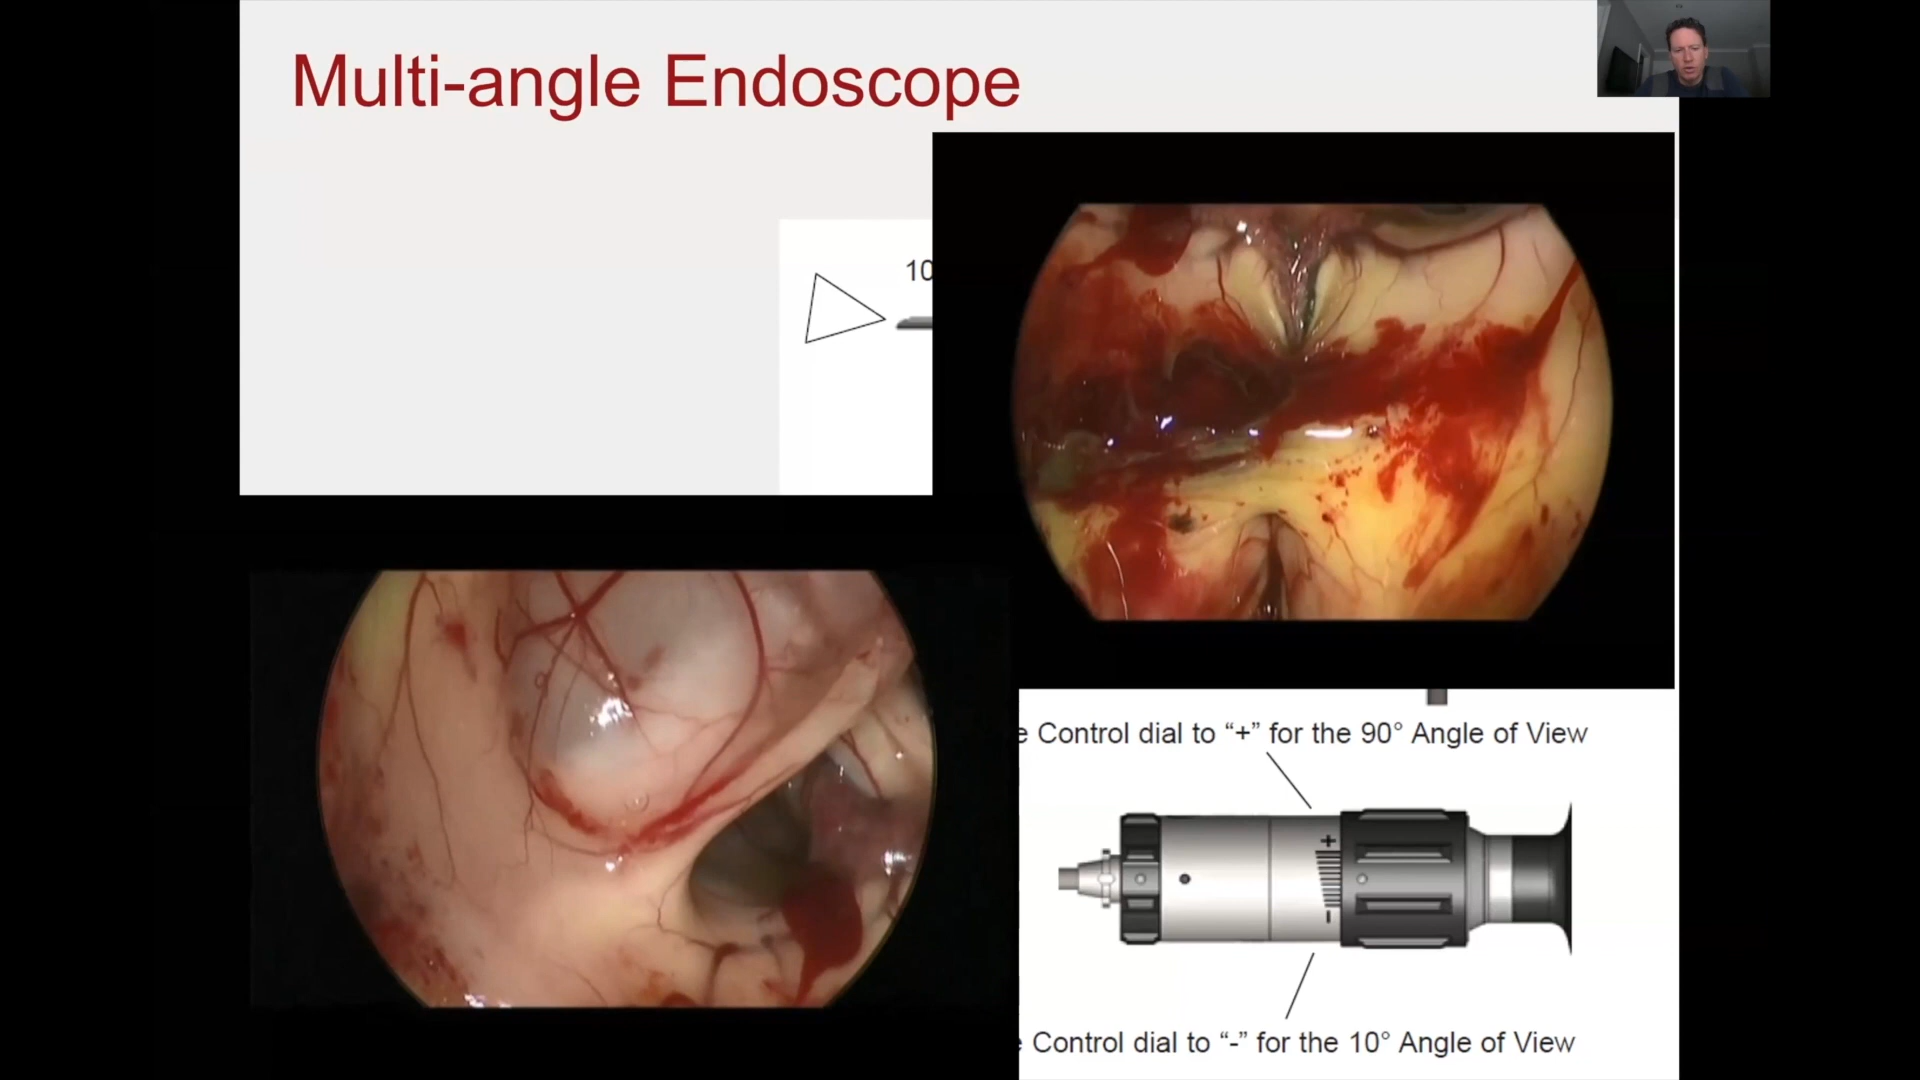 Multi-angle Endoscope
10
e Control dial to “+” for the 90° Angle of View
+
-
Control dial to “-” for the 10° Angle of View